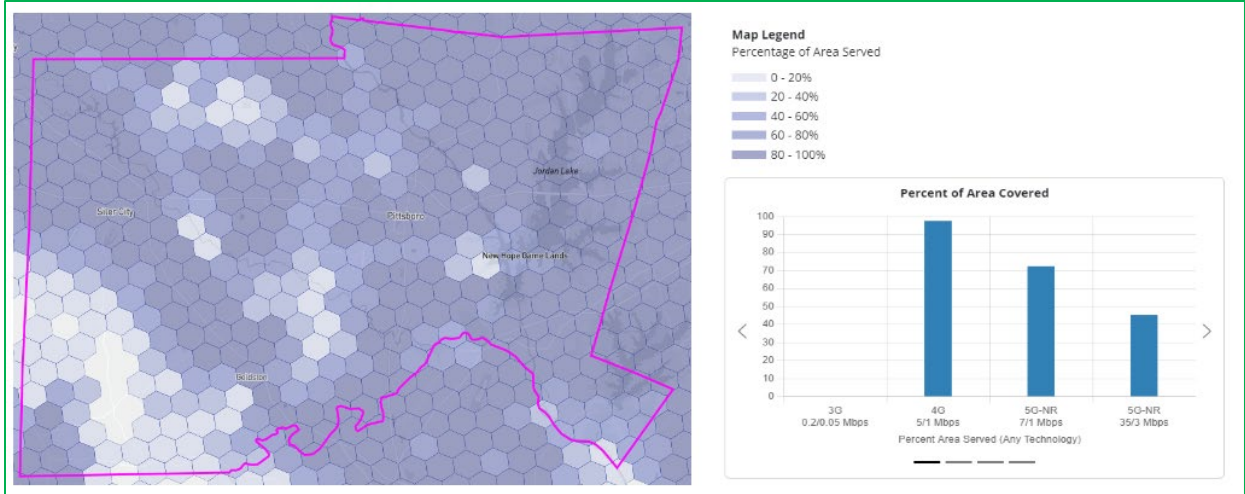 Jordan Lake
Siler City
Pittsboro
New Hope Game Lands
Goldston
Map Legend
Percentage of Area Served
0 - 20%
20 - 40%
40 - 60%
60 - 80%
80 - 100%
Percent of Area Covered
100
90
80
70
60
50
40
30
20
10
0
3G 4G 5G-NR 5G-NR
0.2/0.05 Mbps 5/1 Mbps 7/1 Mbps 35/3 Mbps
Percent Area Served (Any Technology)